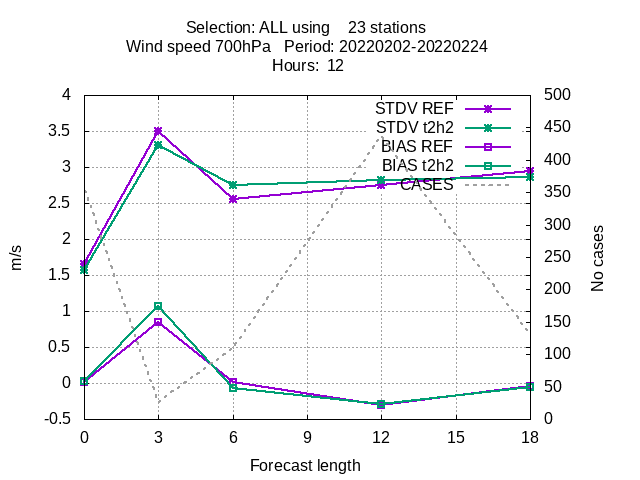 Selection: ALL using 23 stations
Wind speed 700hPa Period: 20220202-20220224
Hours: 12
STDV REF
STDV t2h2
BIAS REF
BIAS t2h2
CASES
4
3.5
3
2.5
2
1.5
1
0.5
0
-0.5
500
450
400
350
300
250
200
150
100
50
0
m/s
No cases
0 3 6 9 12 15 18
Forecast length